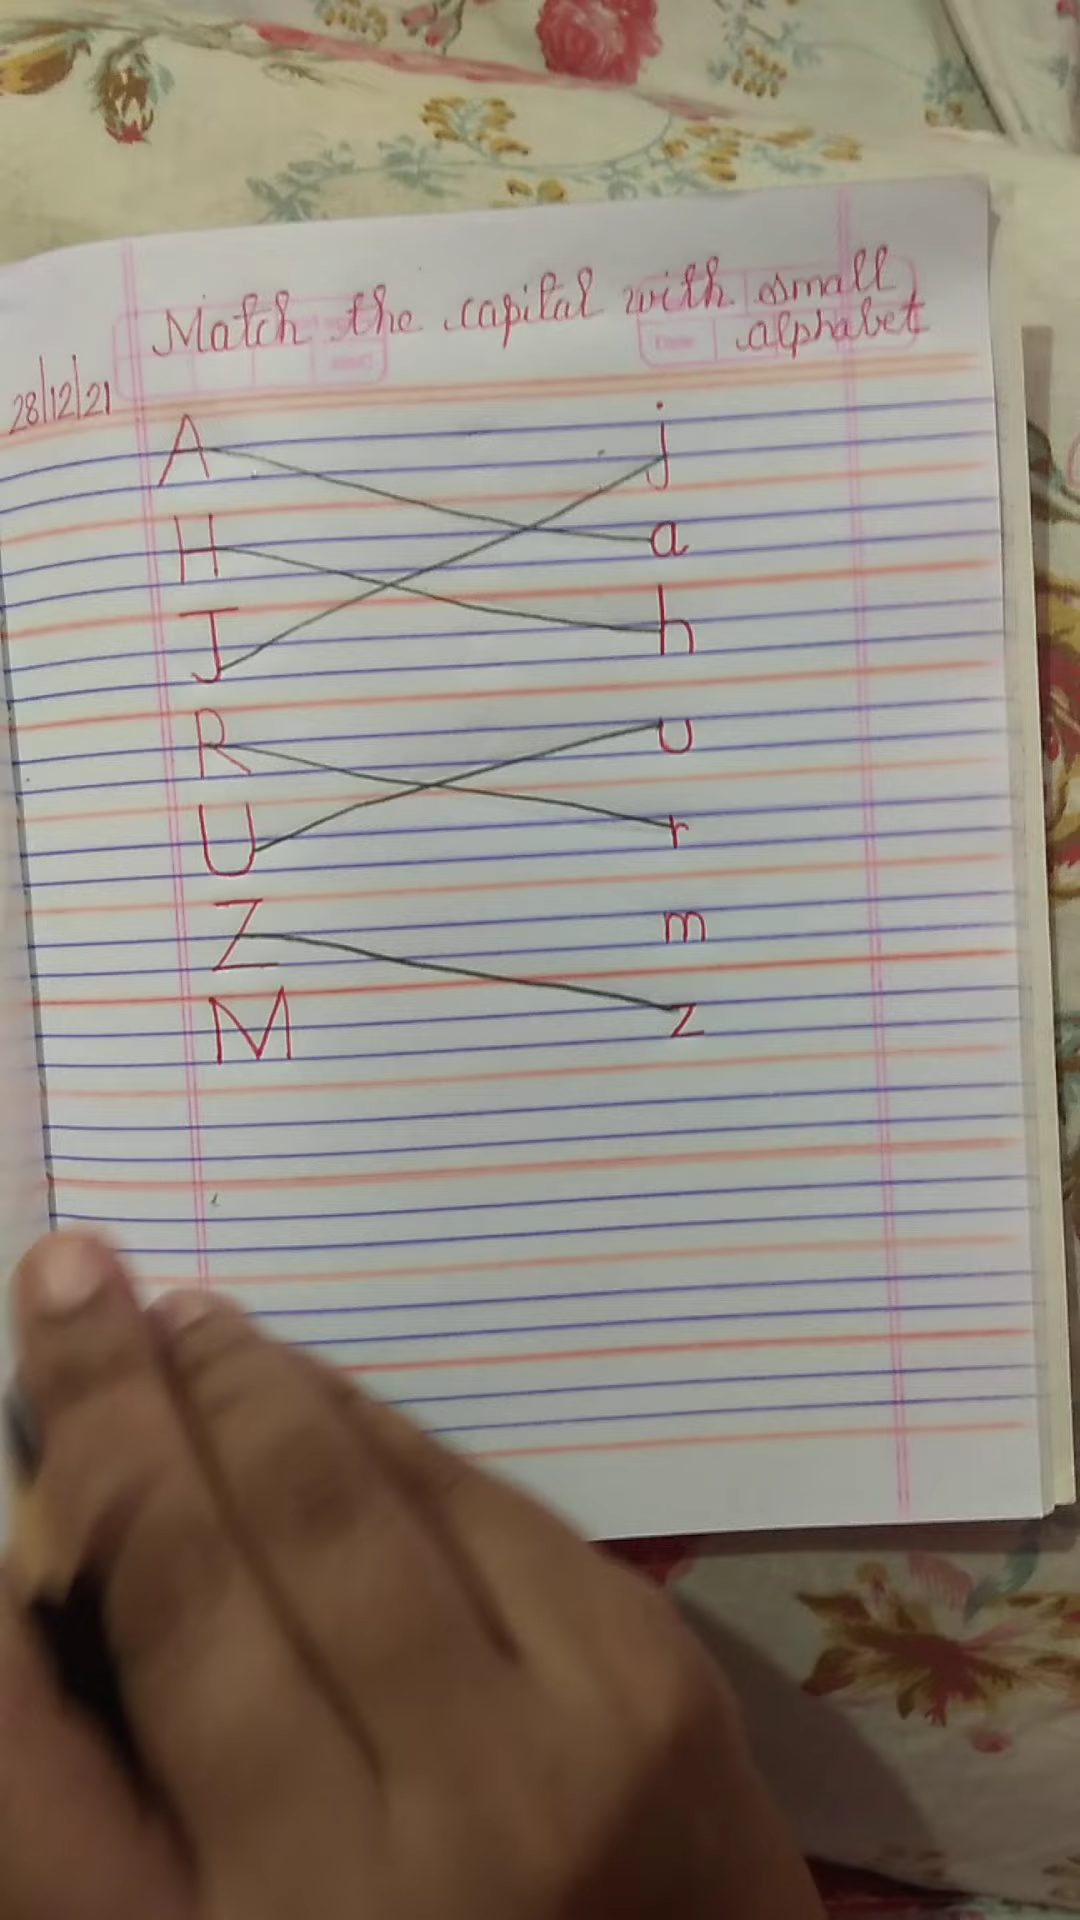 Match the capital with small
alphabet
28/12/21
A j
H a
J h
R u
U r
Z m
M z